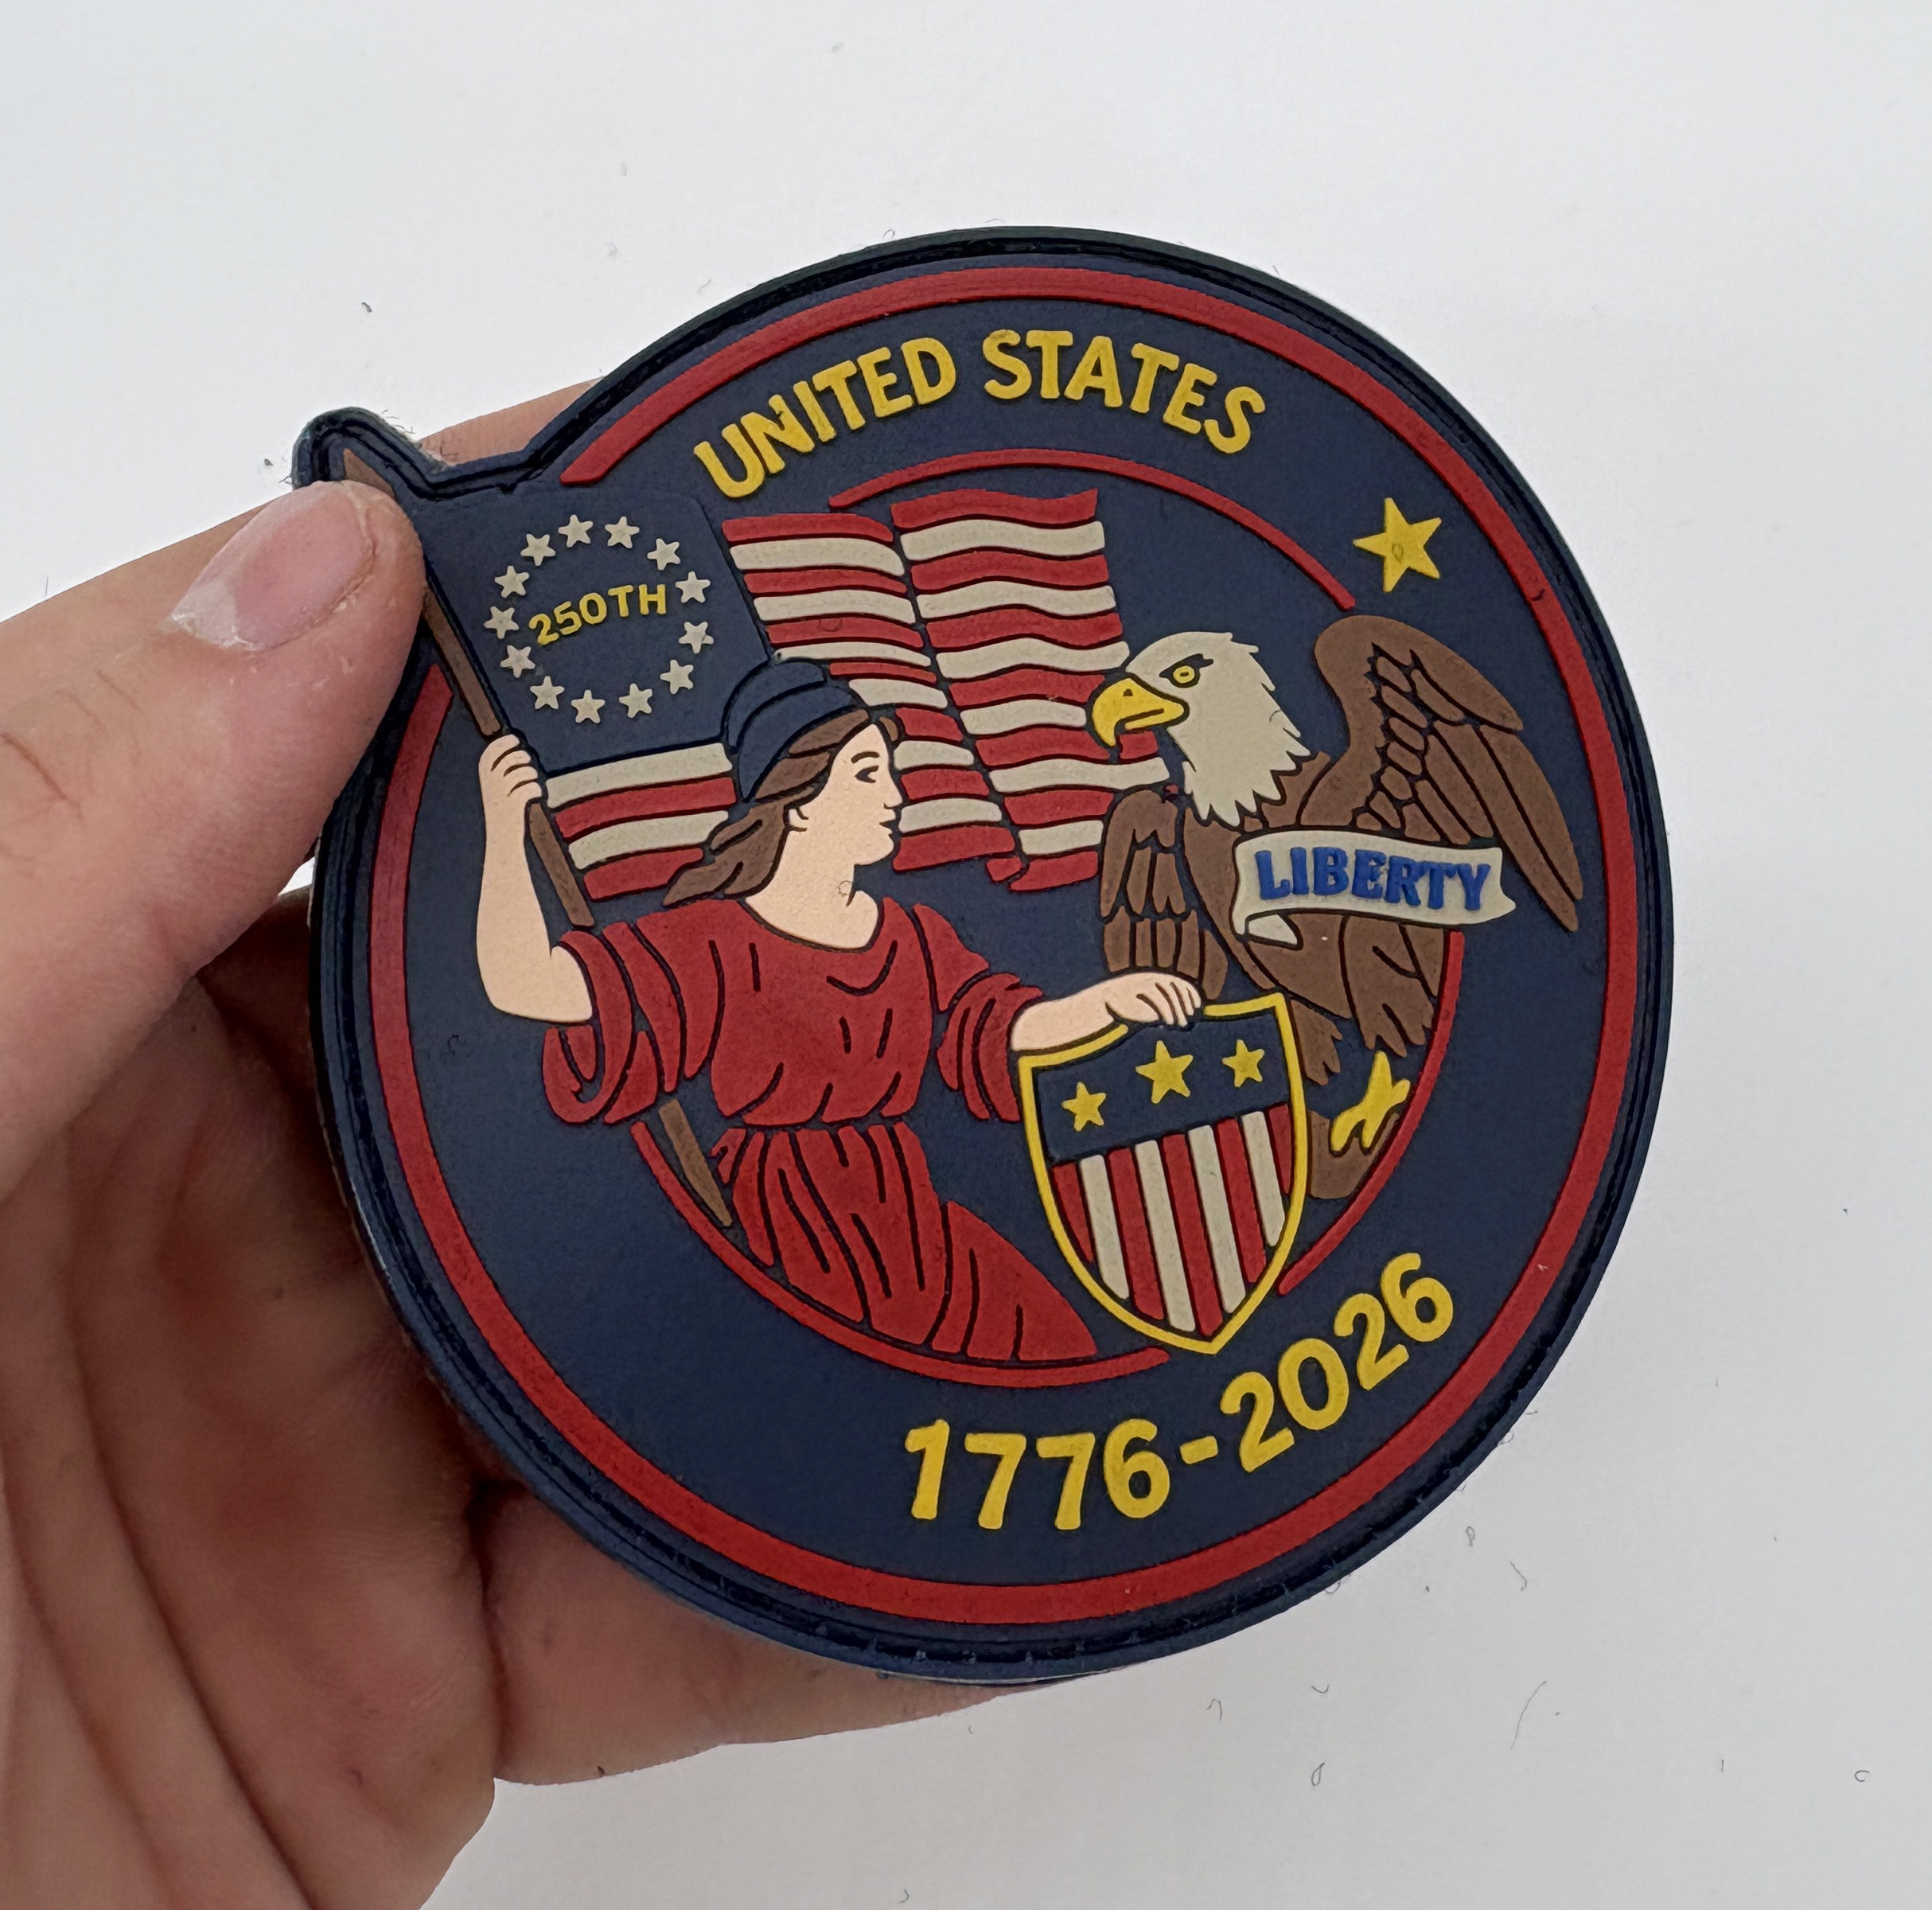 UNITED STATES
250TH
LIBERTY
1776-2026